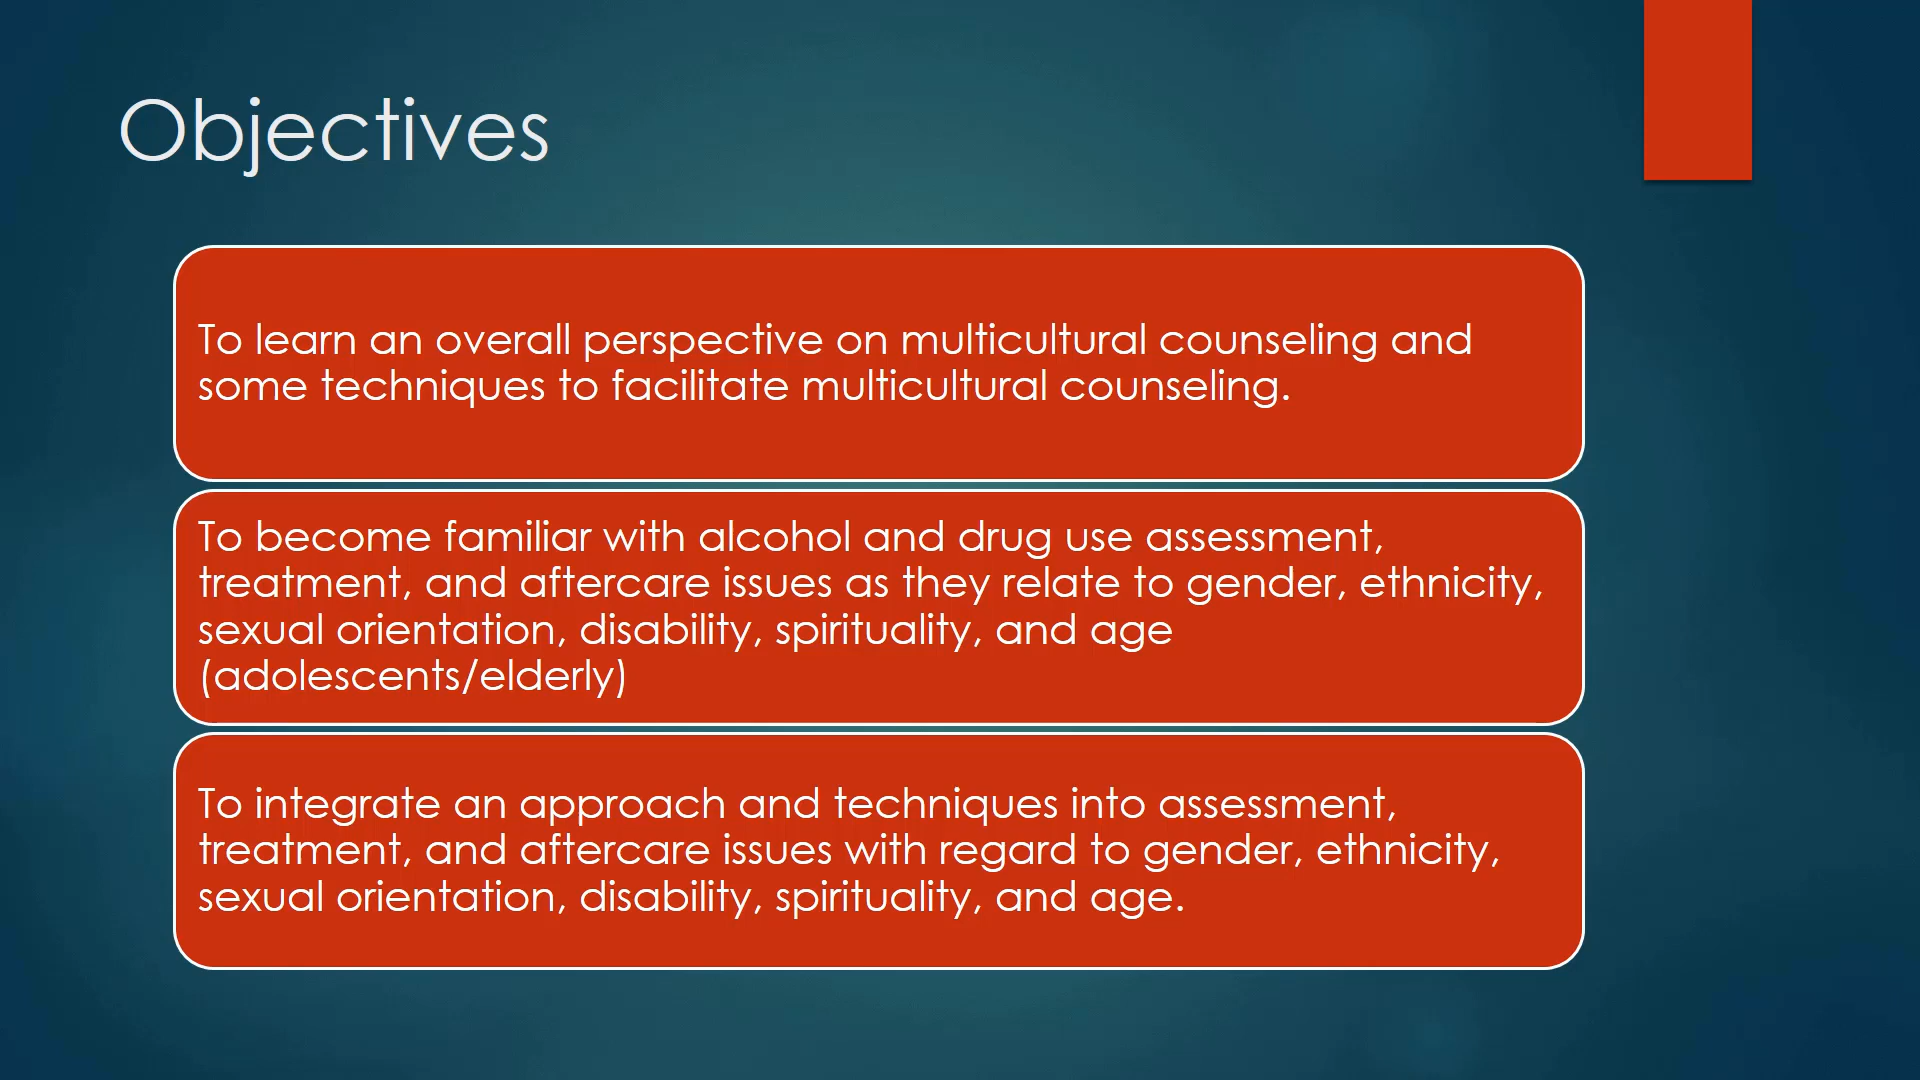 Objectives
To learn an overall perspective on multicultural counseling and
some techniques to facilitate multicultural counseling.
To become familiar with alcohol and drug use assessment,
treatment, and aftercare issues as they relate to gender, ethnicity,
sexual orientation, disability, spirituality, and age
(adolescents/elderly)
To integrate an approach and techniques into assessment,
treatment, and aftercare issues with regard to gender, ethnicity,
sexual orientation, disability, spirituality, and age.